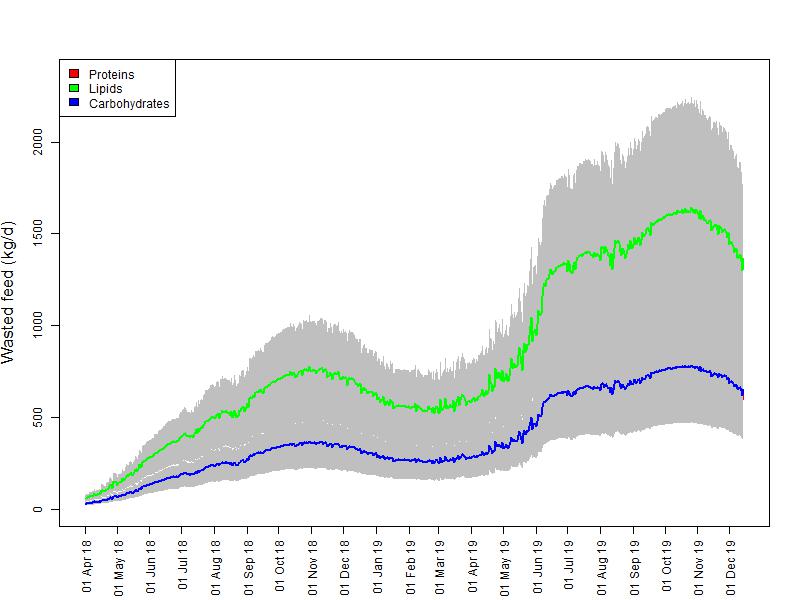 Proteins
Lipids
Carbohydrates
Wasted feed (kg/d)
2000
1500
1000
500
0
01 Apr 18
01 May 18
01 Jun 18
01 Jul 18
01 Aug 18
01 Sep 18
01 Oct 18
01 Nov 18
01 Dec 18
01 Jan 19
01 Feb 19
01 Mar 19
01 Apr 19
01 May 19
01 Jun 19
01 Jul 19
01 Aug 19
01 Sep 19
01 Oct 19
01 Nov 19
01 Dec 19